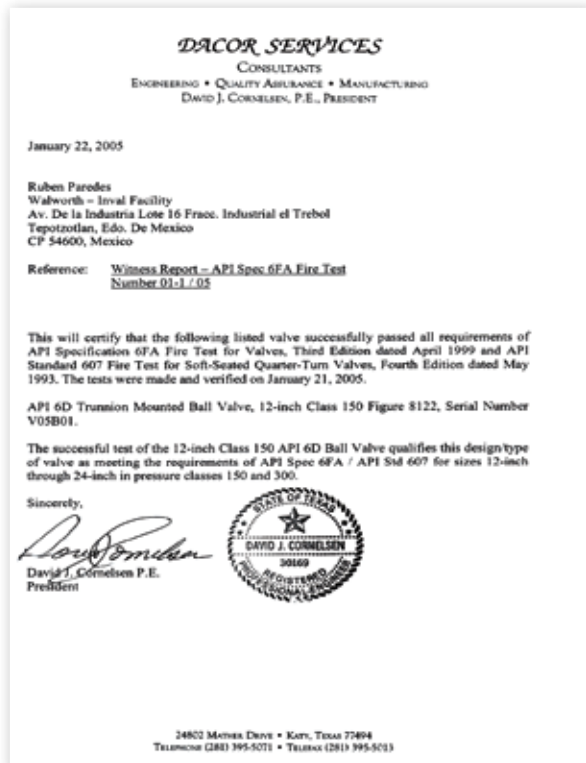 DACOR SERVICES
CONSULTANTS
ENGINEERING • QUALITY ASSURANCE • MANUFACTURING
DAVID J. CORNELSEN, P.E., PRESIDENT
January 22, 2005
Ruben Paredes
Walworth – Inval Facility
Av. De la Industria Lote 16 Fracc. Industrial el Trebol
Tepotzotlan, Edo. De Mexico
CP 54600, Mexico
Reference: Witness Report – API Spec 6FA Fire Test
Number 01-1 / 05
This will certify that the following listed valve successfully passed all requirements of
API Specification 6FA Fire Test for Valves, Third Edition dated April 1999 and API
Standard 607 Fire Test for Soft-Seated Quarter-Turn Valves, Fourth Edition dated May
1993. The tests were made and verified on January 21, 2005.
API 6D Trunnion Mounted Ball Valve, 12-inch Class 150 Figure 8122, Serial Number
V05B01.
The successful test of the 12-inch Class 150 API 6D Ball Valve qualifies this design/type
of valve as meeting the requirements of API Spec 6FA / API Std 607 for sizes 12-inch
through 24-inch in pressure classes 150 and 300.
Sincerely,
David J. Cornelsen P.E.
President
STATE OF TEXAS
DAVID J. CORNELSEN
30169
REGISTERED
PROFESSIONAL ENGINEER
24802 MATHER DRIVE • KATY, TEXAS 77494
TELEPHONE (281) 395-5071 • TELEFAX (281) 395-5013